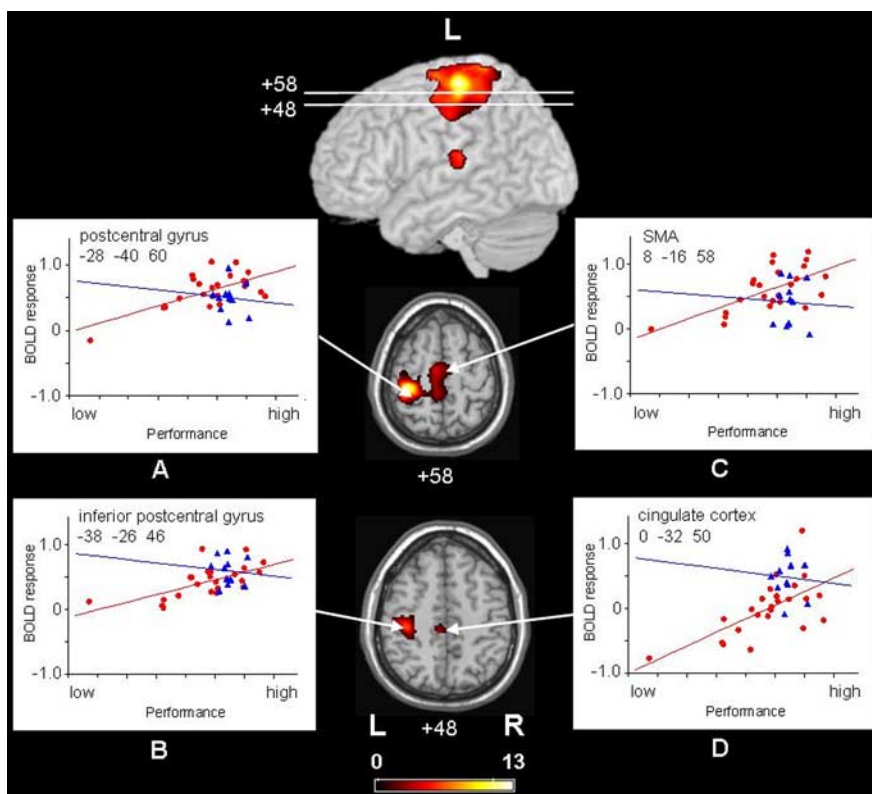 L
+58
+48
postcentral gyrus
-28 -40 60
BOLD response
1.0
0
-1.0
low
high
Performance
A
SMA
8 -16 58
BOLD response
1.0
0
-1.0
low
high
Performance
C
+58
inferior postcentral gyrus
-38 -26 46
BOLD response
1.0
0
-1.0
low
high
Performance
B
cingulate cortex
0 -32 50
BOLD response
1.0
0
-1.0
low
high
Performance
D
L +48 R
0 13